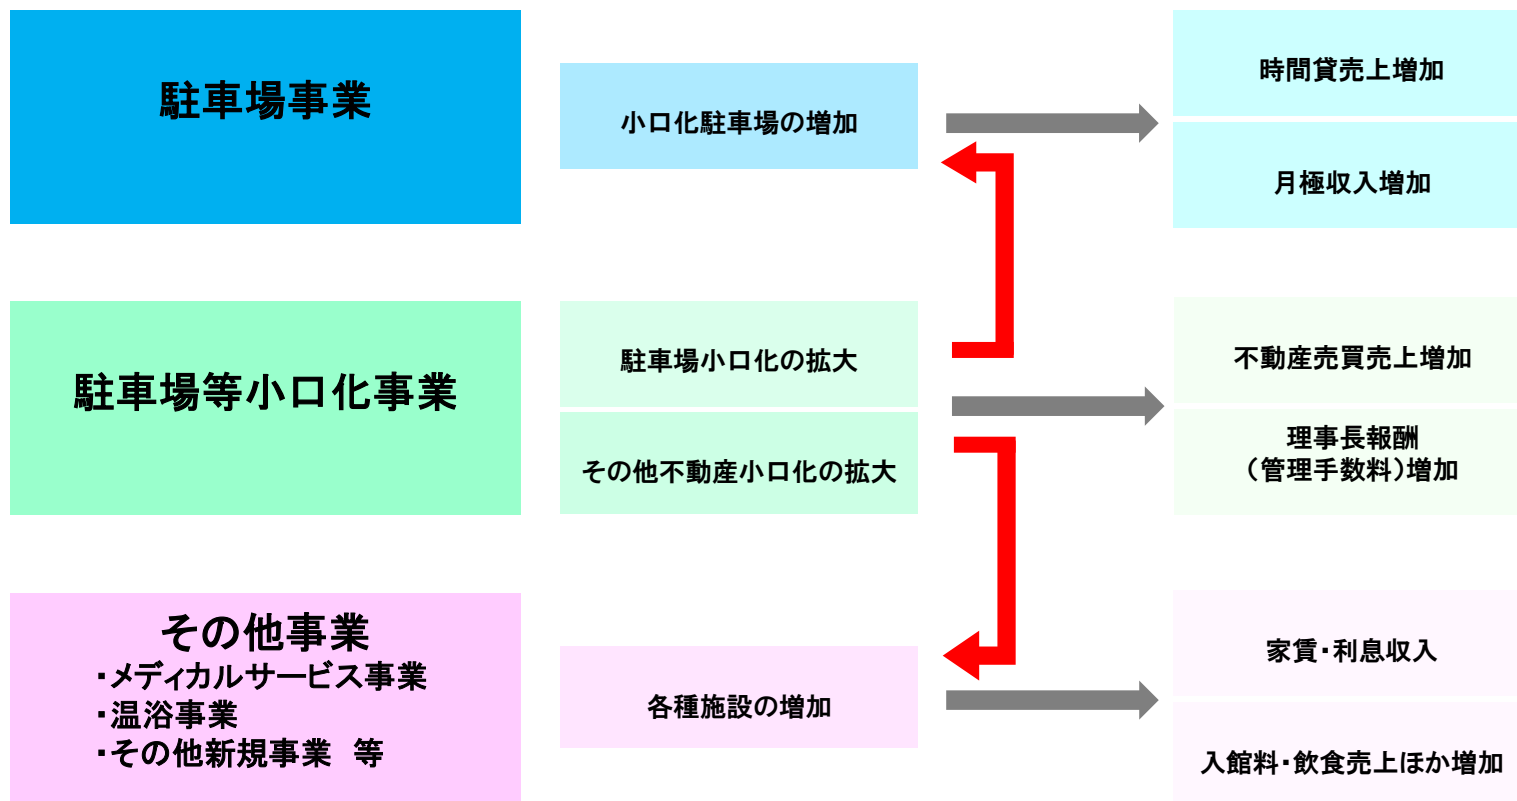 駐車場事業
小口化駐車場の増加
時間貸売上増加
月極収入増加
駐車場等小口化事業
駐車場小口化の拡大
その他不動産小口化の拡大
不動産売買売上増加
理事長報酬
（管理手数料）増加
その他事業
・メディカルサービス事業
・温浴事業
・その他新規事業　等
各種施設の増加
家賃・利息収入
入館料・飲食売上ほか増加